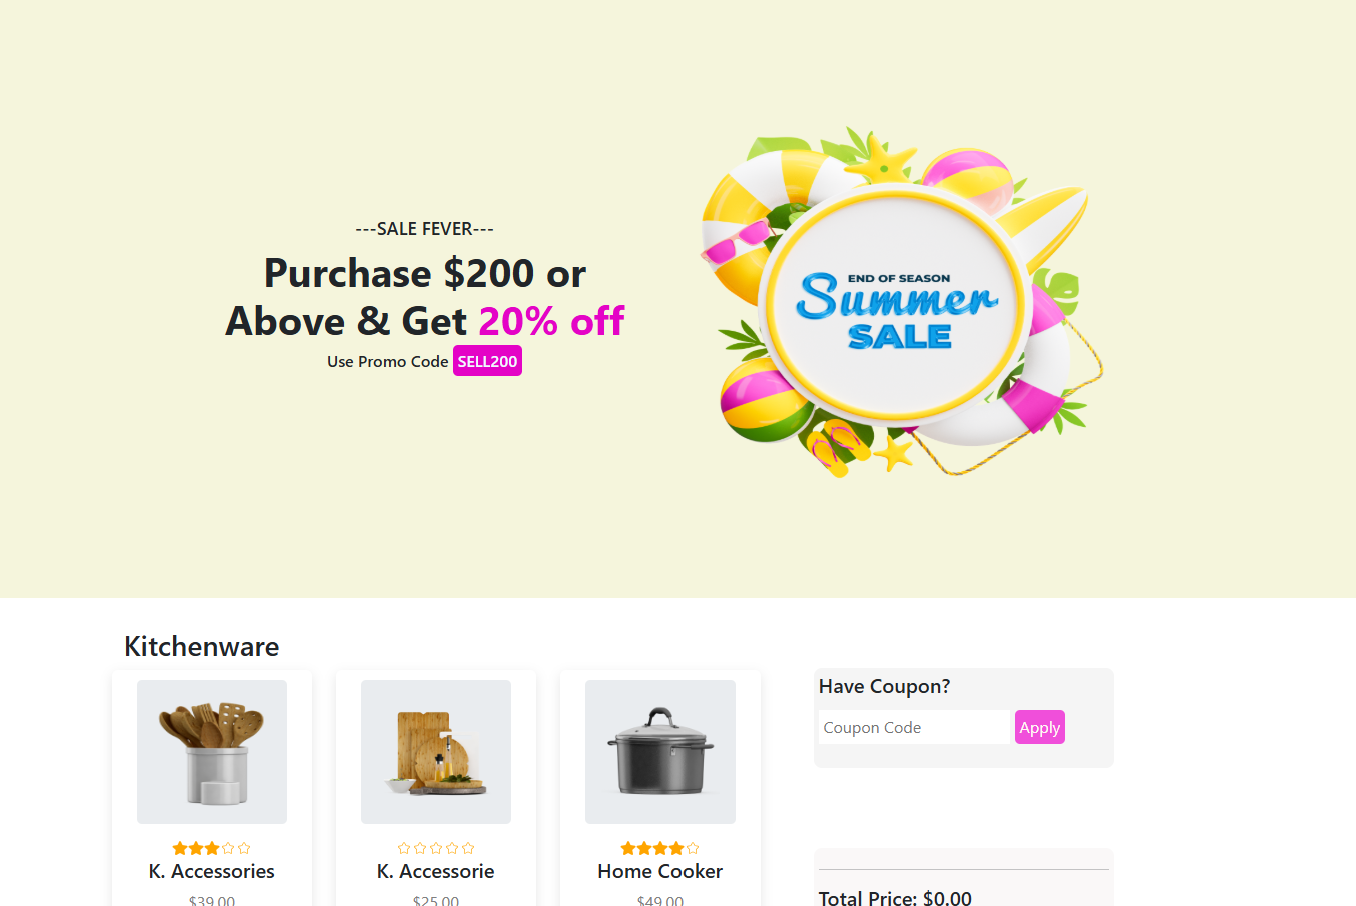 ---SALE FEVER---
Purchase $200 or
Above & Get 20% off
Use Promo Code SELL200
END OF SEASON
Summer
SALE
Kitchenware
K. Accessories
$39.00
K. Accessorie
$25.00
Home Cooker
$49.00
Have Coupon?
Coupon Code Apply
Total Price: $0.00